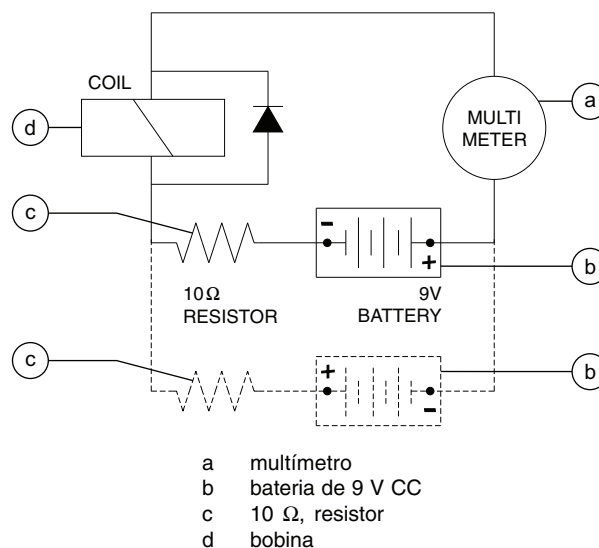 COIL
MULTI
METER
a
d
c
-
+
10Ω
RESISTOR
9V
BATTERY
b
c
+
-
b
a multímetro
b bateria de 9 V CC
c 10 Ω, resistor
d bobina